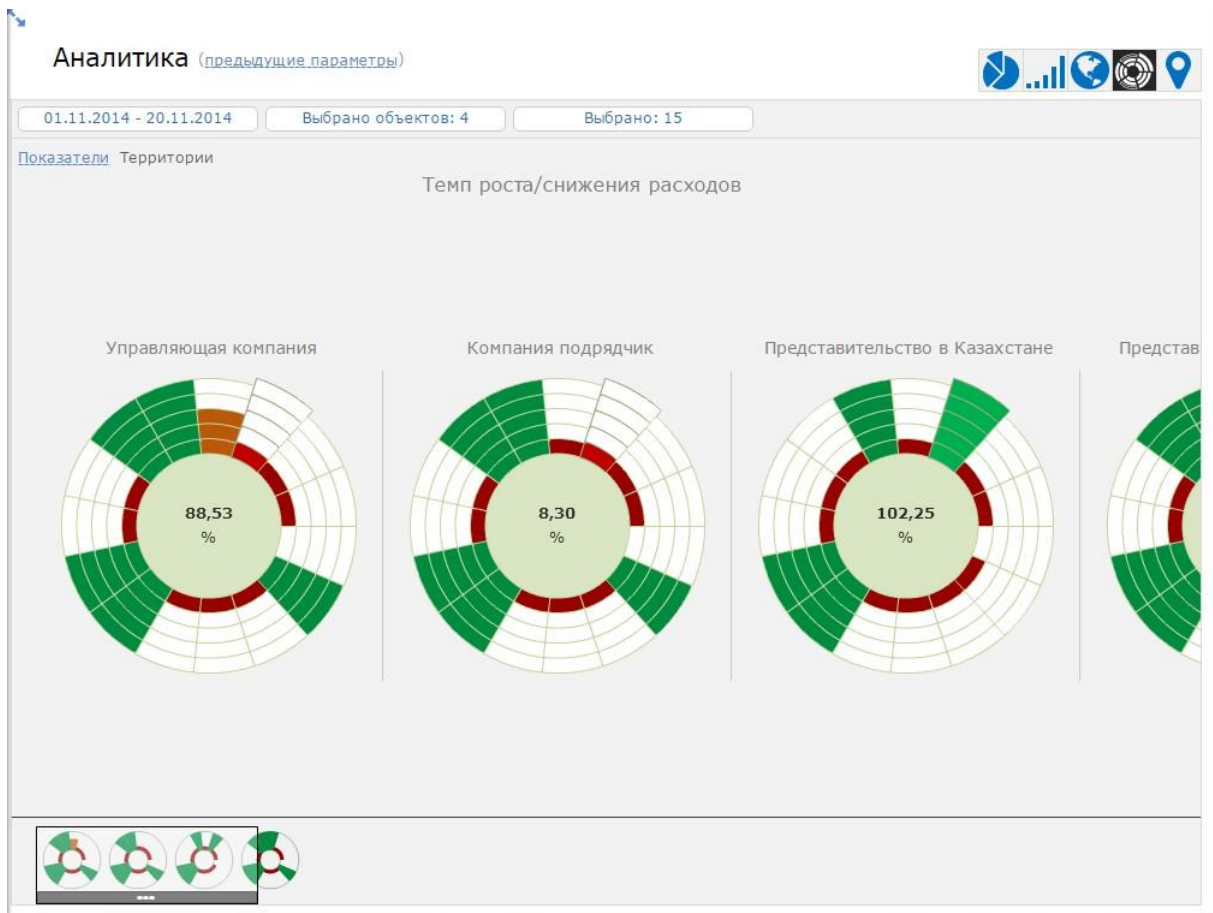 Аналитика (предыдущие параметры)
01.11.2014 - 20.11.2014 Выбрано объектов: 4 Выбрано: 15
Показатели Территории
Темп роста/снижения расходов
Управляющая компания Компания подрядчик Представительство в Казахстане Представ
88,53 8,30 102,25
% % %